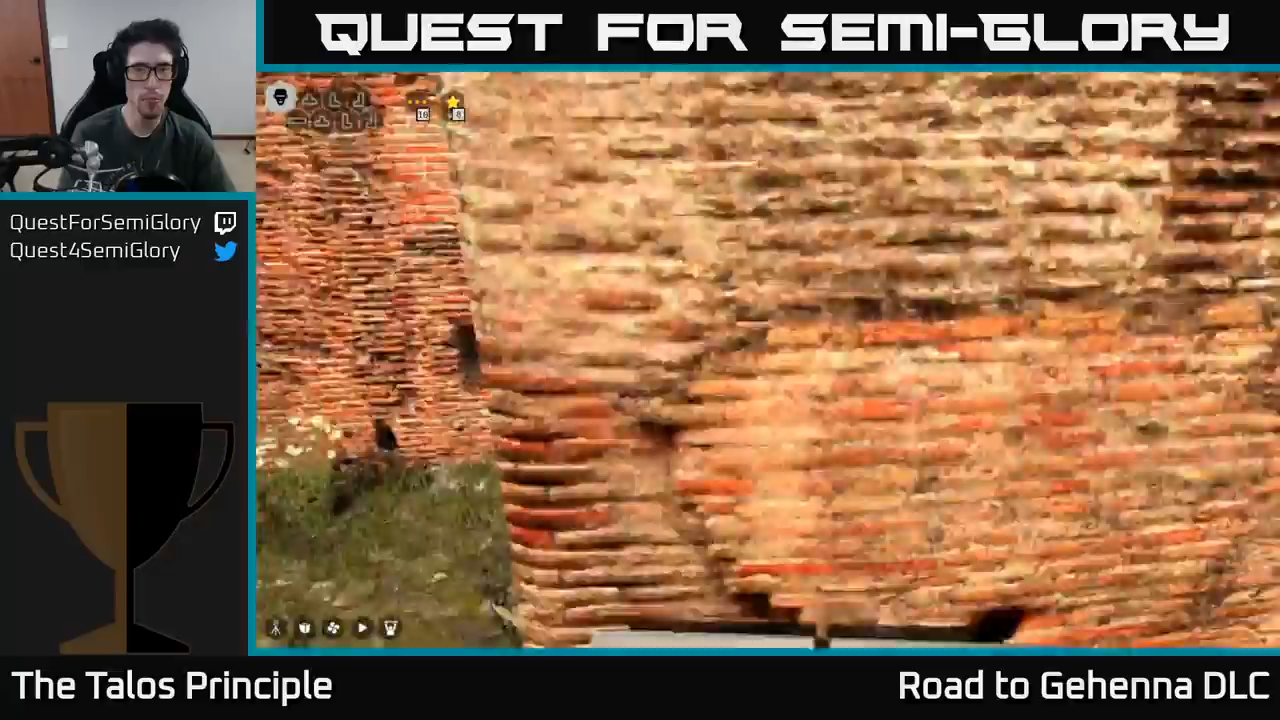 QUEST FOR SEMI-GLORY
QuestForSemiGlory
Quest4SemiGlory
The Talos Principle
Road to Gehenna DLC